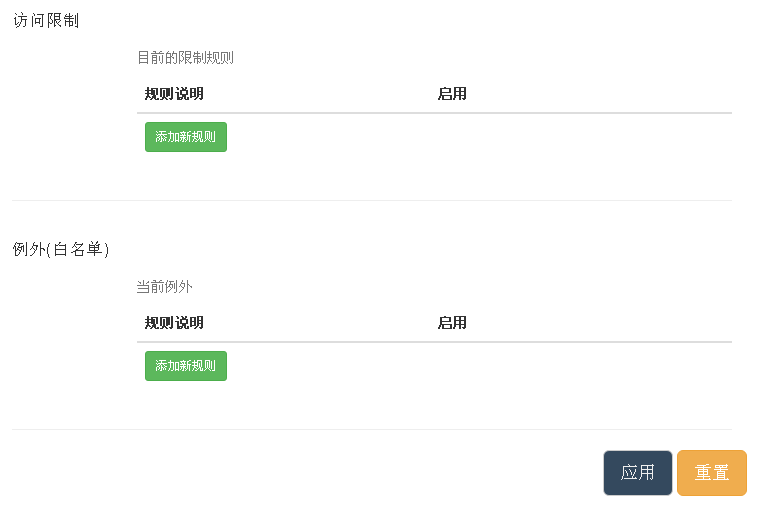 访问限制
目前的限制规则
规则说明 启用
添加新规则
例外(白名单)
当前例外
规则说明 启用
添加新规则
应用 重置